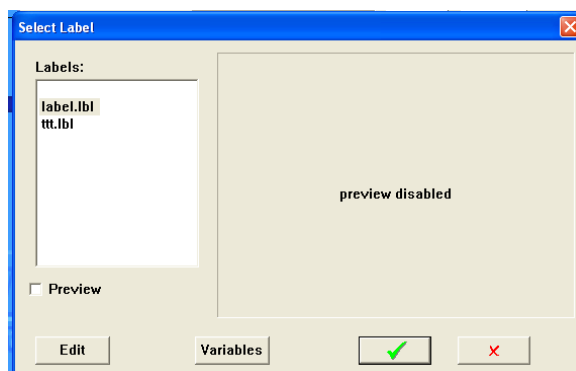 Select Label
Labels:
label.lbl
ttt.lbl
preview disabled
Preview
Edit
Variables